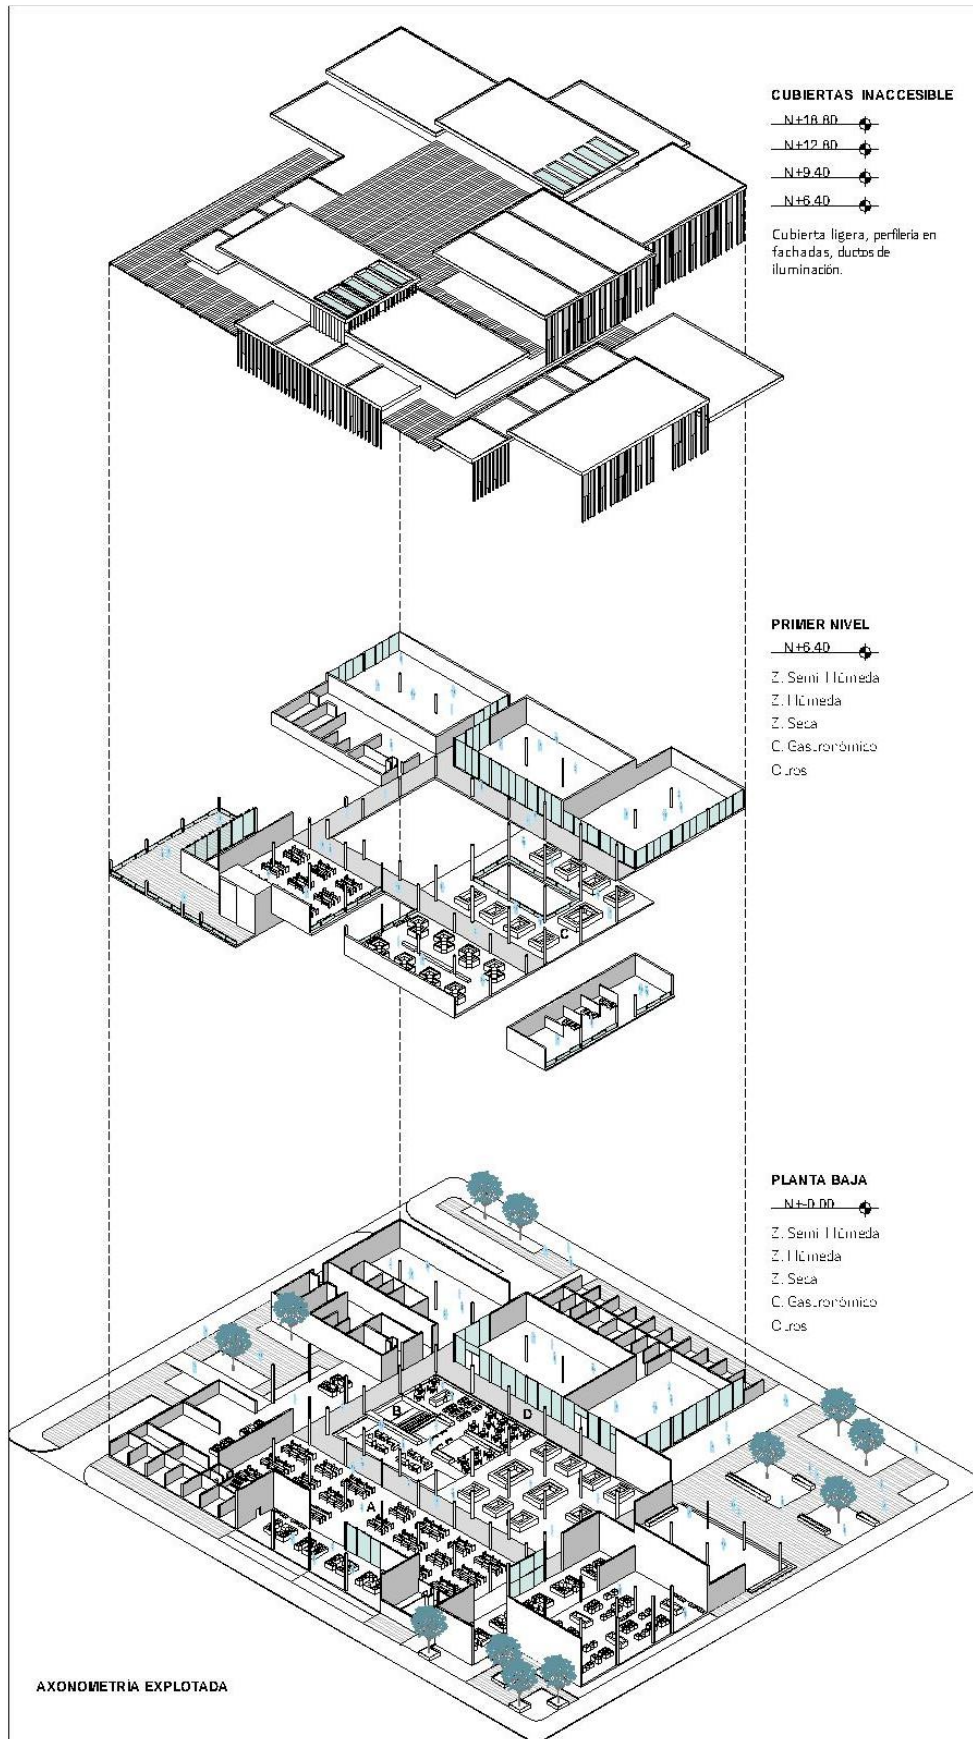 CUBIERTAS INACCESIBLE
N+18.80
N+12.80
N+9.40
N+6.40
Cubierta ligera, perfilería en
fachadas, ductos de
iluminación.
PRIMER NIVEL
N+6.40
Z. Semi Húmeda
Z. Húmeda
Z. Seca
C. Gastronómico
Otros
C
PLANTA BAJA
N+-0.00
Z. Semi Húmeda
Z. Húmeda
Z. Seca
C. Gastronómico
Otros
B
D
A
AXONOMETRÍA EXPLOTADA